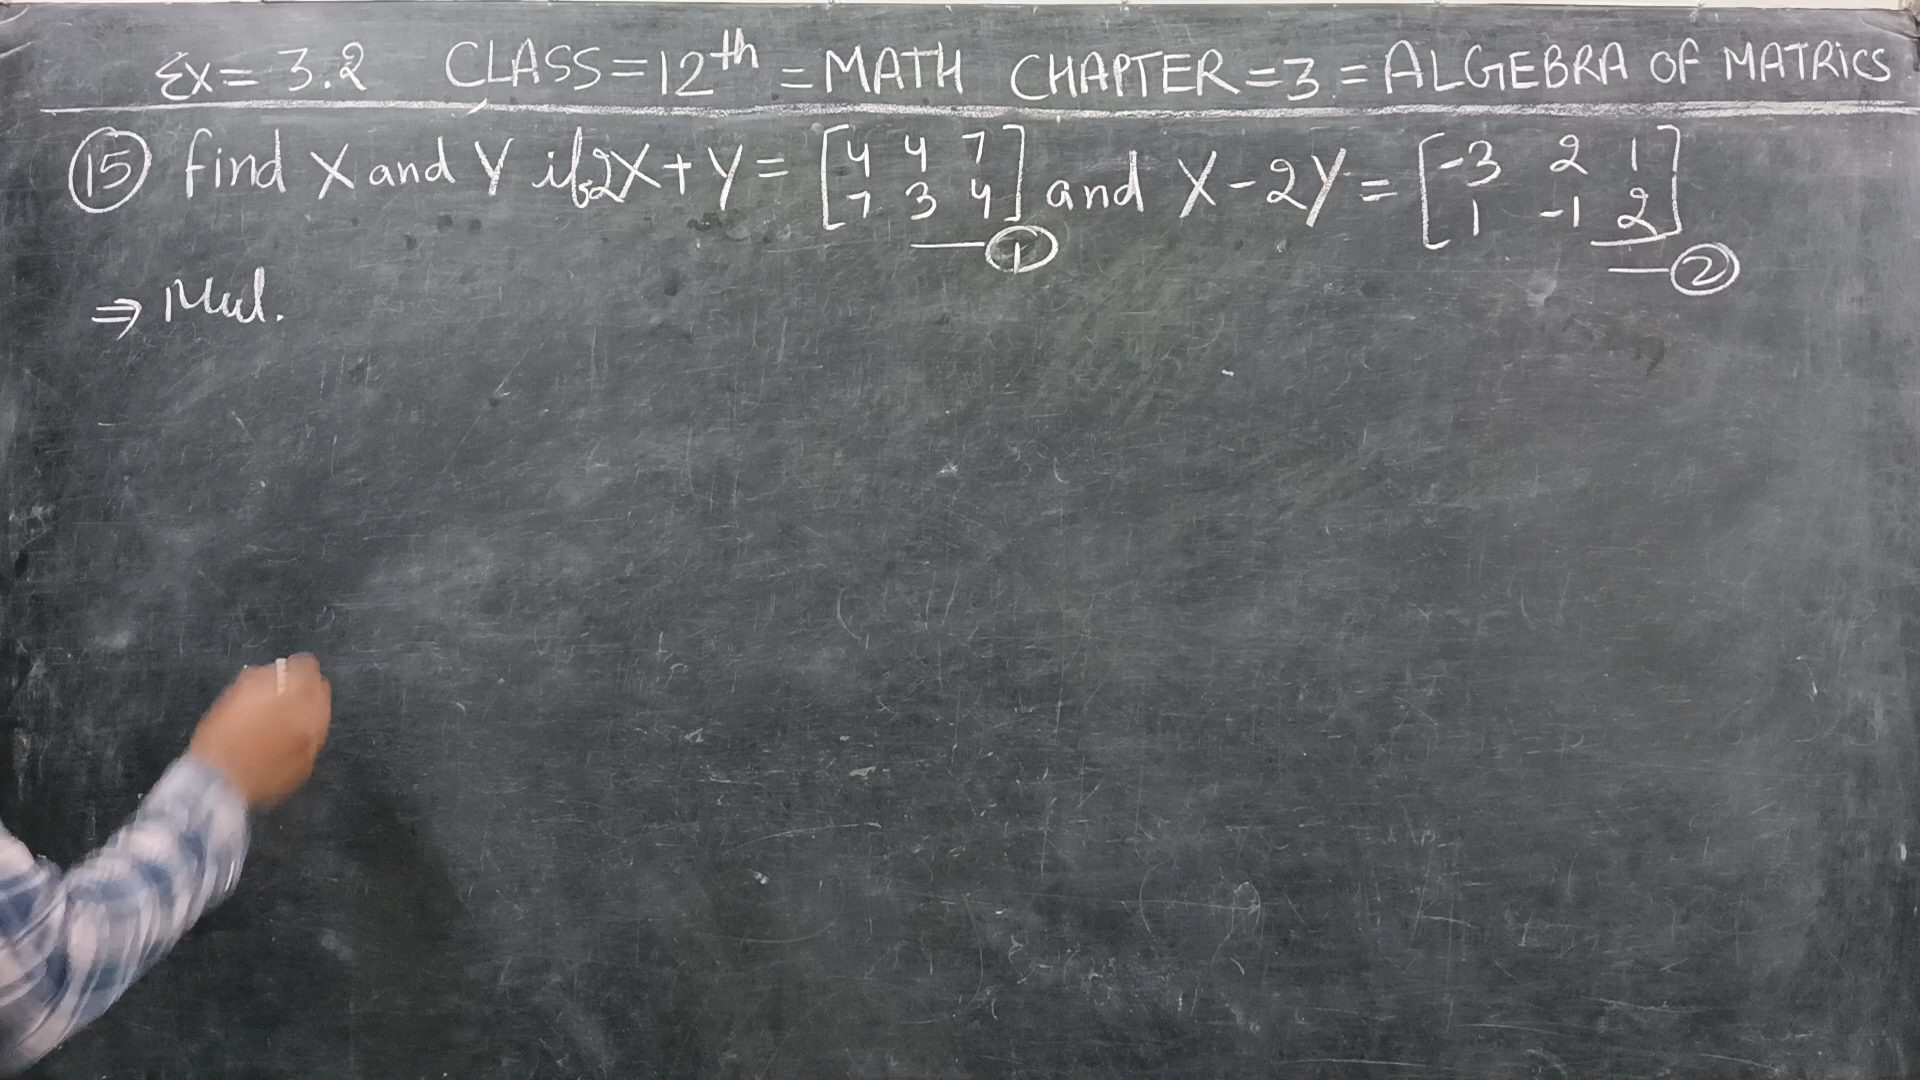 Ex = 3.2 CLASS = 12th = MATH CHAPTER = 3 = ALGEBRA OF MATRICS
15 find X and Y if 2X + Y = [4 4 7 and X - 2Y = [-3 2 1
7 3 4] 1 -1 2]
— 1 — 2
⇒ Mul.